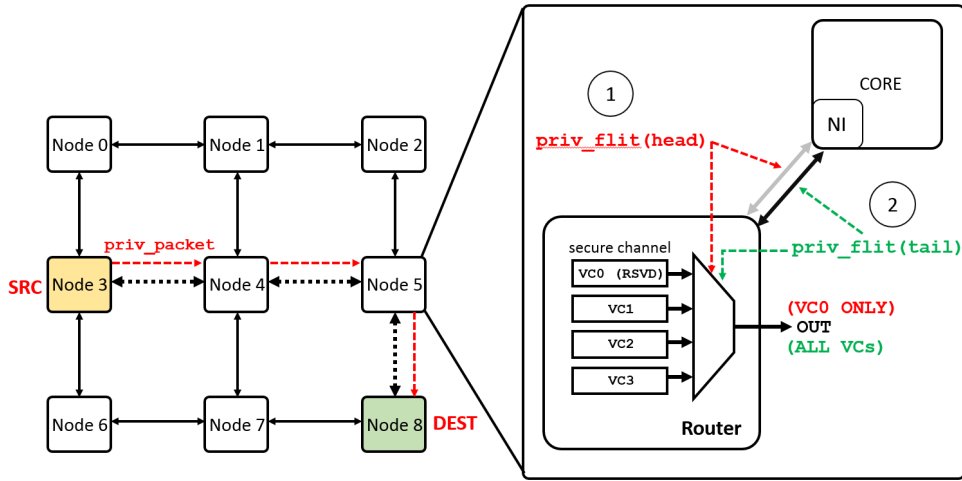 Node 0
Node 1
Node 2
priv_packet
SRC
Node 3
Node 4
Node 5
Node 6
Node 7
Node 8
DEST
1
CORE
NI
priv_flit(head)
2
priv_flit(tail)
secure channel
VC0 (RSVD)
VC1
VC2
VC3
(VC0 ONLY)
OUT
(ALL VCs)
Router